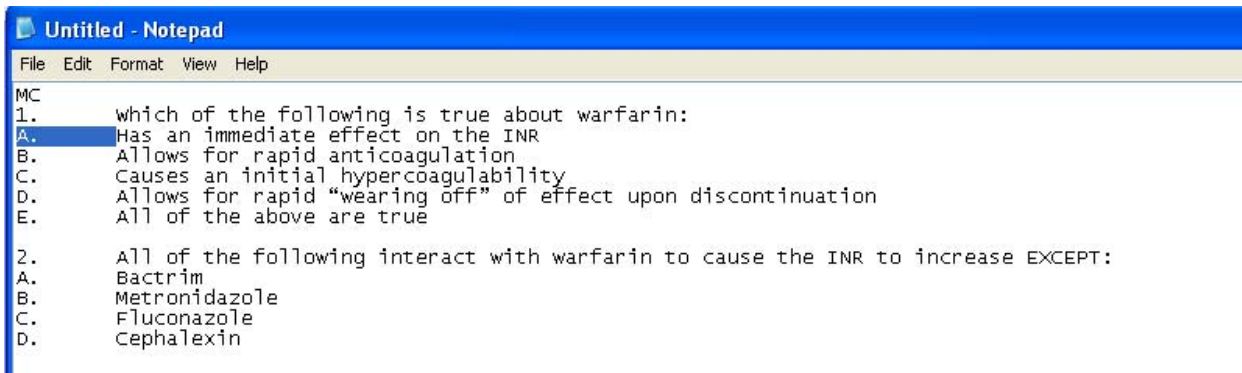 Untitled - Notepad
File Edit Format View Help
MC
1. Which of the following is true about warfarin:
A. Has an immediate effect on the INR
B. Allows for rapid anticoagulation
C. Causes an initial hypercoagulability
D. Allows for rapid “wearing off” of effect upon discontinuation
E. All of the above are true
2. All of the following interact with warfarin to cause the INR to increase EXCEPT:
A. Bactrim
B. Metronidazole
C. Fluconazole
D. Cephalexin